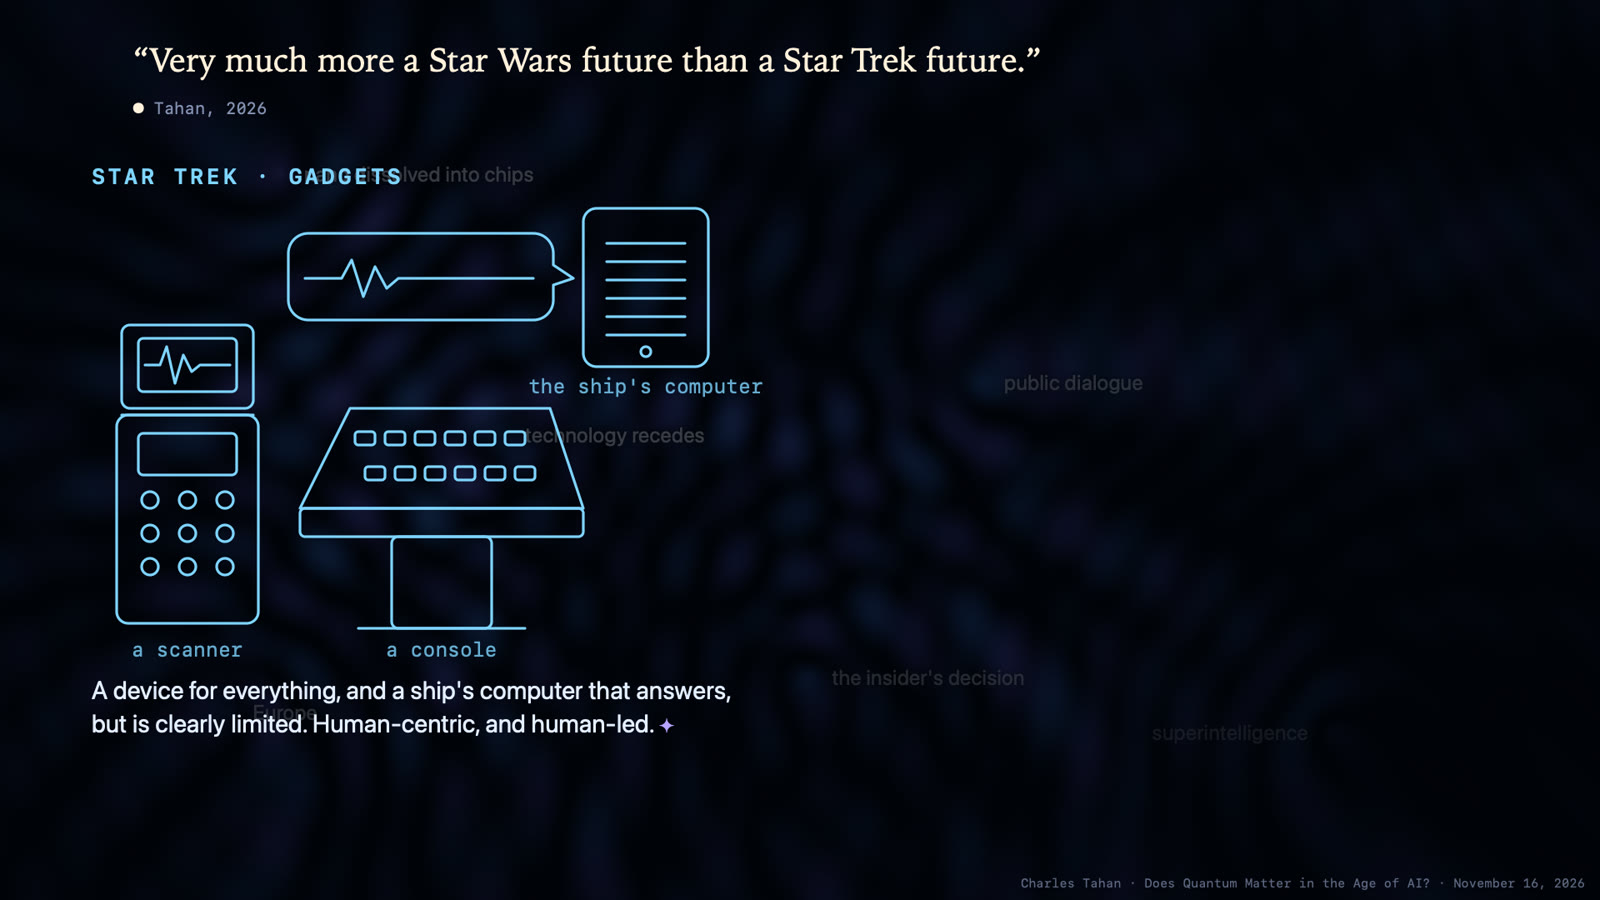 “Very much more a Star Wars future than a Star Trek future.”
Tahan, 2026
STAR TREK · GADGETS
dissolved into chips
the ship's computer
public dialogue
technology recedes
a scanner
a console
the insider's decision
A device for everything, and a ship's computer that answers,
Europe
but is clearly limited. Human-centric, and human-led.
superintelligence
Charles Tahan · Does Quantum Matter in the Age of AI? · November 16, 2026